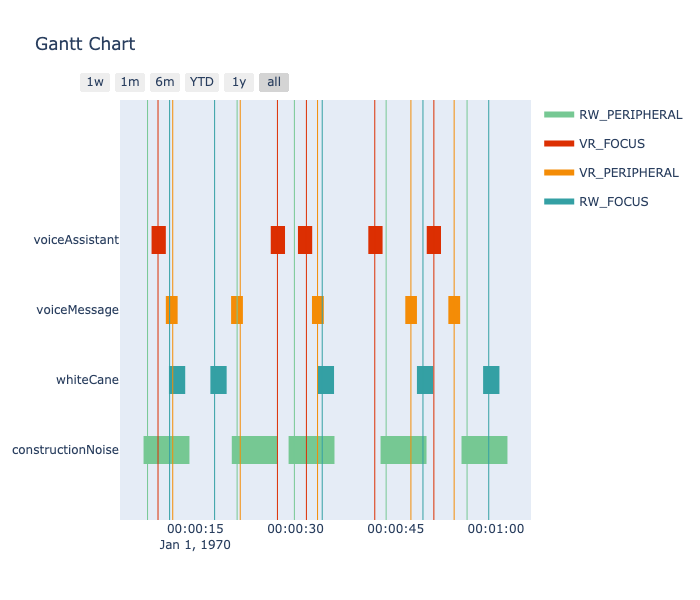 Gantt Chart
1w 1m 6m YTD 1y all
RW_PERIPHERAL
VR_FOCUS
VR_PERIPHERAL
RW_FOCUS
voiceAssistant
voiceMessage
whiteCane
constructionNoise
00:00:15 00:00:30 00:00:45 00:01:00
Jan 1, 1970